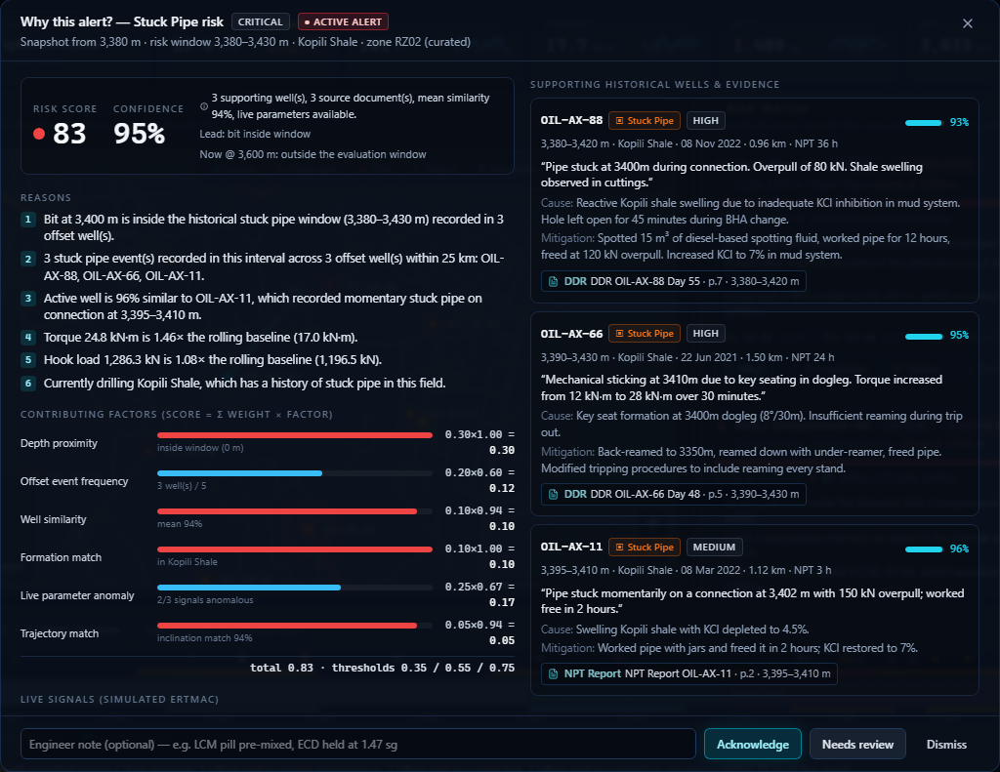 Why this alert? — Stuck Pipe risk CRITICAL ACTIVE ALERT
Snapshot from 3,380 m · risk window 3,380–3,430 m · Kopili Shale · zone RZ02 (curated)
RISK SCORE CONFIDENCE
83 95%
3 supporting well(s), 3 source document(s), mean similarity
94%, live parameters available.
Lead: bit inside window
Now @ 3,600 m: outside the evaluation window
REASONS
1 Bit at 3,400 m is inside the historical stuck pipe window (3,380–3,430 m) recorded in 3
offset well(s).
2 3 stuck pipe event(s) recorded in this interval across 3 offset well(s) within 25 km: OIL-
AX-88, OIL-AX-66, OIL-AX-11.
3 Active well is 96% similar to OIL-AX-11, which recorded momentary stuck pipe on
connection at 3,395–3,410 m.
4 Torque 24.8 kN·m is 1.46× the rolling baseline (17.0 kN·m).
5 Hook load 1,286.3 kN is 1.08× the rolling baseline (1,196.5 kN).
6 Currently drilling Kopili Shale, which has a history of stuck pipe in this field.
CONTRIBUTING FACTORS (SCORE = Σ WEIGHT × FACTOR)
Depth proximity
inside window (0 m)
0.30×1.00 =
0.30
Offset event frequency
3 well(s) / 5
0.20×0.60 =
0.12
Well similarity
mean 94%
0.10×0.94 =
0.10
Formation match
in Kopili Shale
0.10×1.00 =
0.10
Live parameter anomaly
2/3 signals anomalous
0.25×0.67 =
0.17
Trajectory match
inclination match 94%
0.05×0.94 =
0.05
total 0.83 · thresholds 0.35 / 0.55 / 0.75
LIVE SIGNALS (SIMULATED ERTMAC)
SUPPORTING HISTORICAL WELLS & EVIDENCE
OIL-AX-88 Stuck Pipe HIGH 93%
3,380–3,420 m · Kopili Shale · 08 Nov 2022 · 0.96 km · NPT 36 h
“Pipe stuck at 3400m during connection. Overpull of 80 kN. Shale swelling
observed in cuttings.”
Cause: Reactive Kopili shale swelling due to inadequate KCl inhibition in mud system.
Hole left open for 45 minutes during BHA change.
Mitigation: Spotted 15 m³ of diesel-based spotting fluid, worked pipe for 12 hours,
freed at 120 kN overpull. Increased KCl to 7% in mud system.
DDR DDR OIL-AX-88 Day 55 · p.7 · 3,380–3,420 m
OIL-AX-66 Stuck Pipe HIGH 95%
3,390–3,430 m · Kopili Shale · 22 Jun 2021 · 1.50 km · NPT 24 h
“Mechanical sticking at 3410m due to key seating in dogleg. Torque increased
from 12 kN·m to 28 kN·m over 30 minutes.”
Cause: Key seat formation at 3400m dogleg (8°/30m). Insufficient reaming during trip
out.
Mitigation: Back-reamed to 3350m, reamed down with under-reamer, freed pipe.
Modified tripping procedures to include reaming every stand.
DDR DDR OIL-AX-66 Day 48 · p.5 · 3,390–3,430 m
OIL-AX-11 Stuck Pipe MEDIUM 96%
3,395–3,410 m · Kopili Shale · 08 Mar 2022 · 1.12 km · NPT 3 h
“Pipe stuck momentarily on a connection at 3,402 m with 150 kN overpull; worked
free in 2 hours.”
Cause: Swelling Kopili shale with KCl depleted to 4.5%.
Mitigation: Worked pipe with jars and freed it in 2 hours; KCl restored to 7%.
NPT Report NPT Report OIL-AX-11 · p.2 · 3,395–3,410 m
Engineer note (optional) — e.g. LCM pill pre-mixed, ECD held at 1.47 sg
Acknowledge Needs review Dismiss